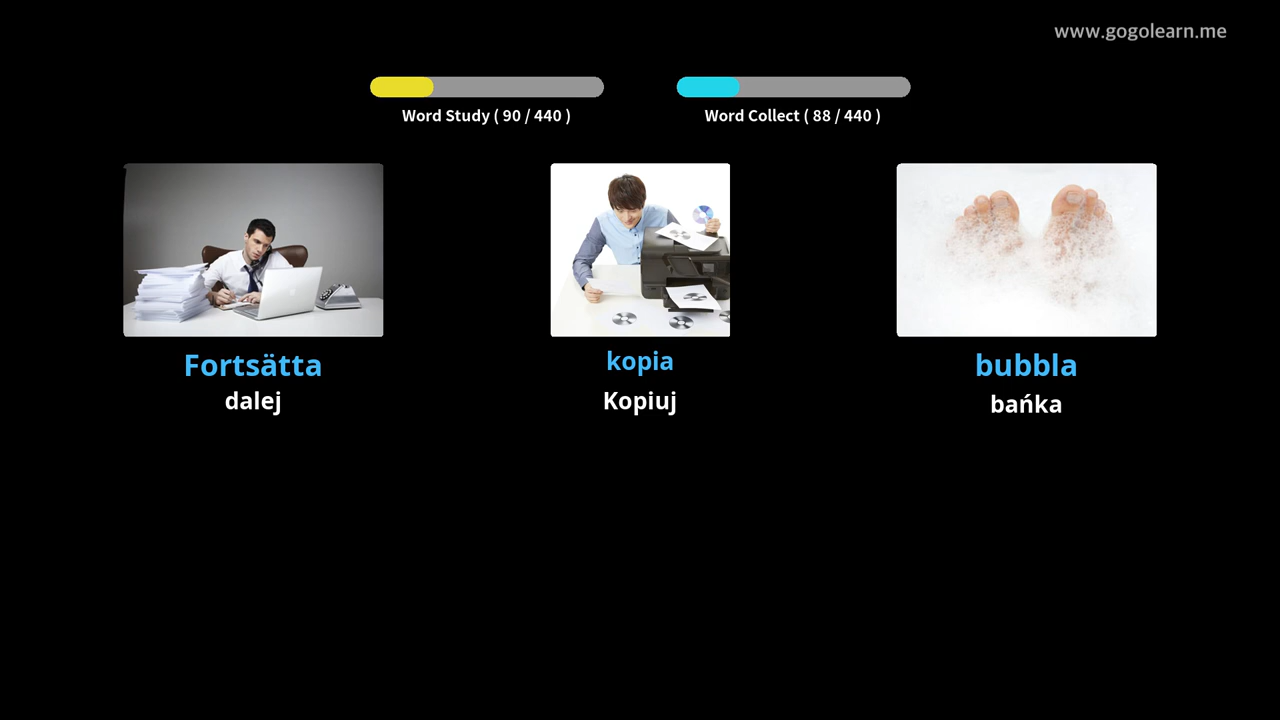 www.gogolearn.me
Word Study ( 90 / 440 )
Word Collect ( 88 / 440 )
Fortsätta
dalej
kopia
Kopiuj
bubbla
bańka